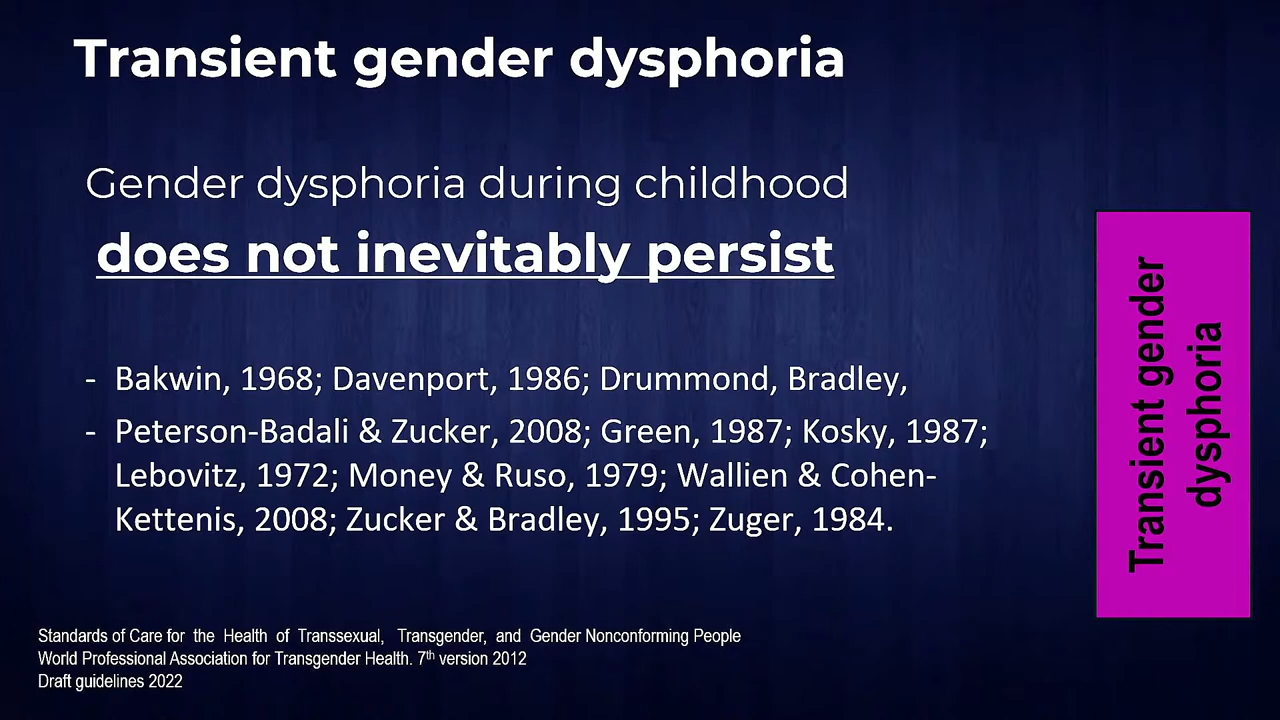 Transient gender dysphoria
Gender dysphoria during childhood
does not inevitably persist
- Bakwin, 1968; Davenport, 1986; Drummond, Bradley,
- Peterson-Badali & Zucker, 2008; Green, 1987; Kosky, 1987;
Lebovitz, 1972; Money & Ruso, 1979; Wallien & Cohen-
Kettenis, 2008; Zucker & Bradley, 1995; Zuger, 1984.
Transient gender
dysphoria
Standards of Care for the Health of Transsexual, Transgender, and Gender Nonconforming People
World Professional Association for Transgender Health. 7th version 2012
Draft guidelines 2022